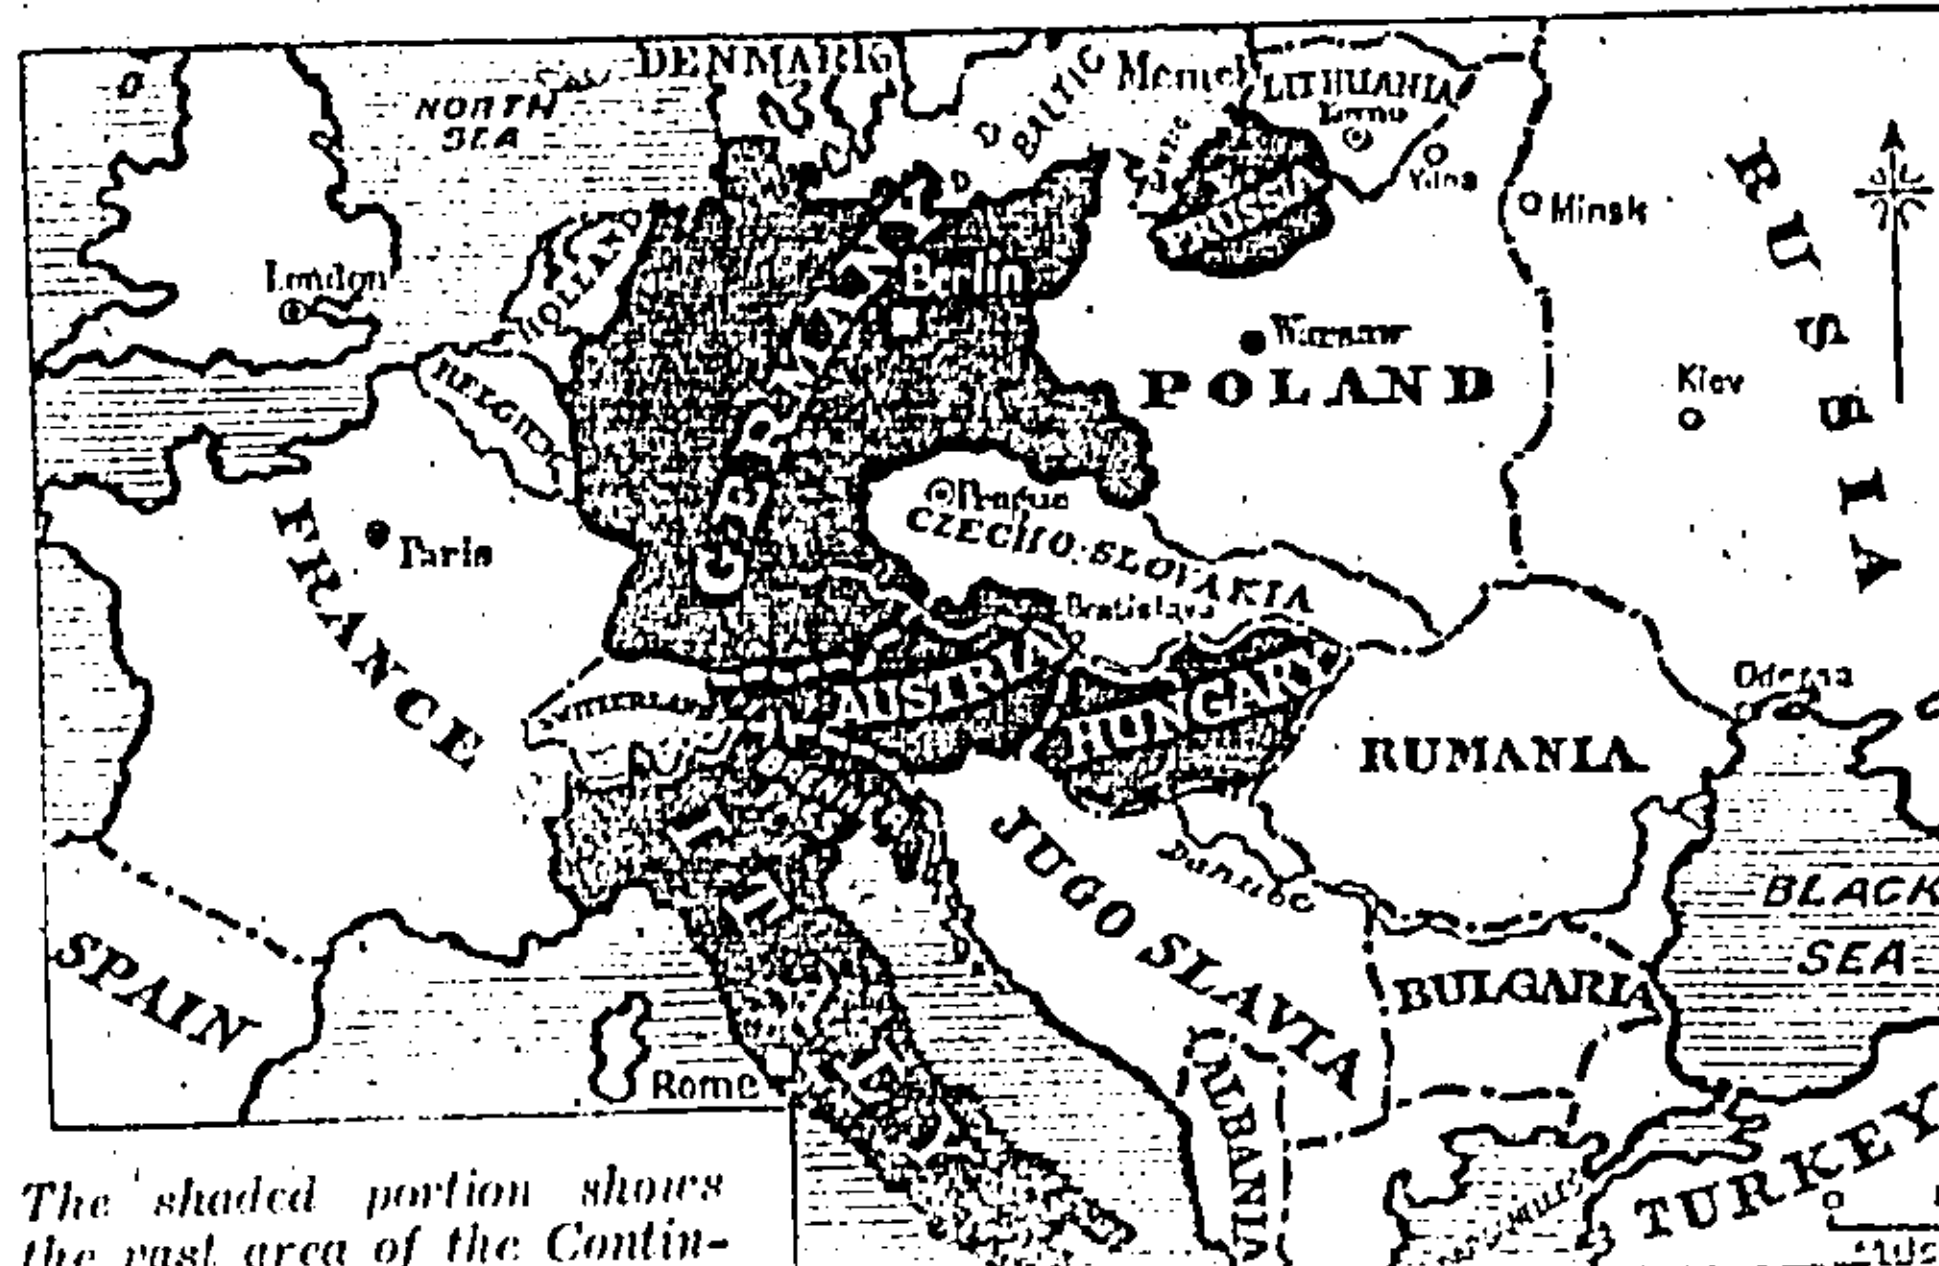 DENMARK
NORTH
SEA
BALTIC
Memel
LITHUANIA
Kovno
Vilna
Minsk
PRUSSIA
RUSSIA
London
HOLLAND
Berlin
GERMANY
Warsaw
POLAND
Kiev
BELGIUM
Prague
CZECHO-SLOVAKIA
Bratislava
FRANCE
Paris
AUSTRIA
HUNGARY
Odessa
SWITZERLAND
RUMANIA
BRENNER
PASS
ITALY
JUGO SLAVIA
Danube
BLACK
SEA
SPAIN
BULGARIA
Rome
ALBANIA
TURKEY
MILES
The shaded portion shows
the vast area of the Contin-